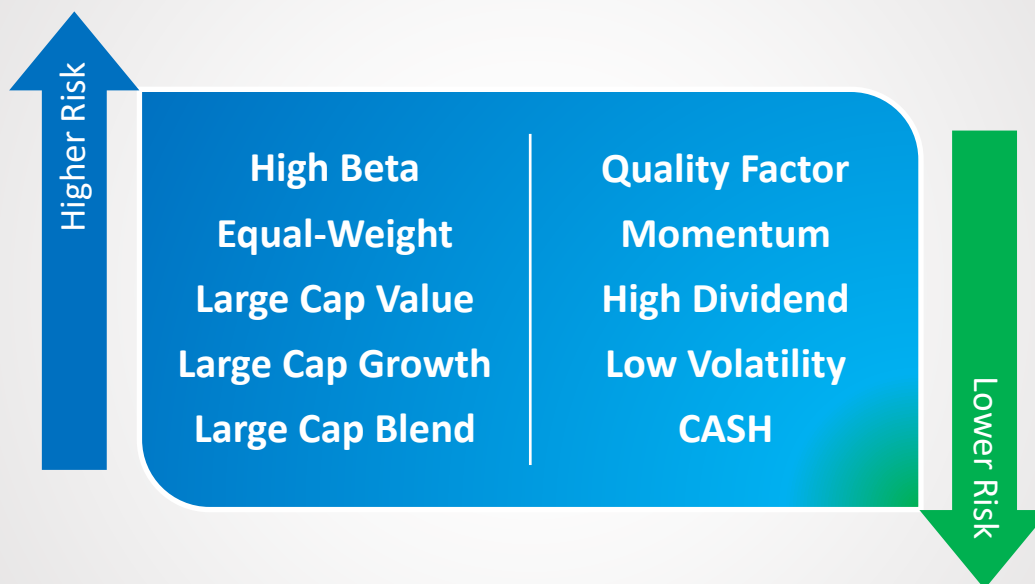 Higher Risk
High Beta
Equal-Weight
Large Cap Value
Large Cap Growth
Large Cap Blend
Quality Factor
Momentum
High Dividend
Low Volatility
CASH
Lower Risk